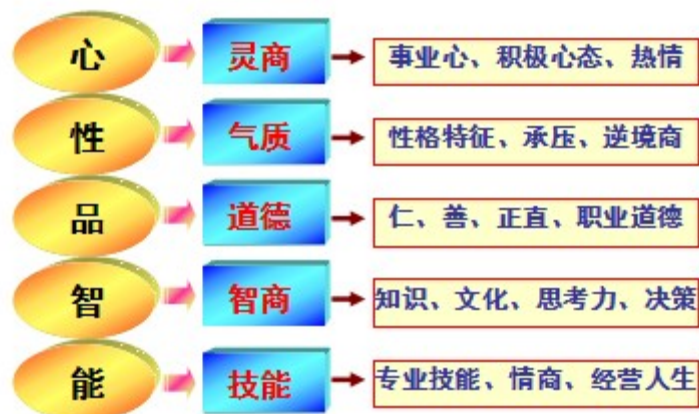 心 灵商 事业心、积极心态、热情
性 气质 性格特征、承压、逆境商
品 道德 仁、善、正直、职业道德
智 智商 知识、文化、思考力、决策
能 技能 专业技能、情商、经营人生